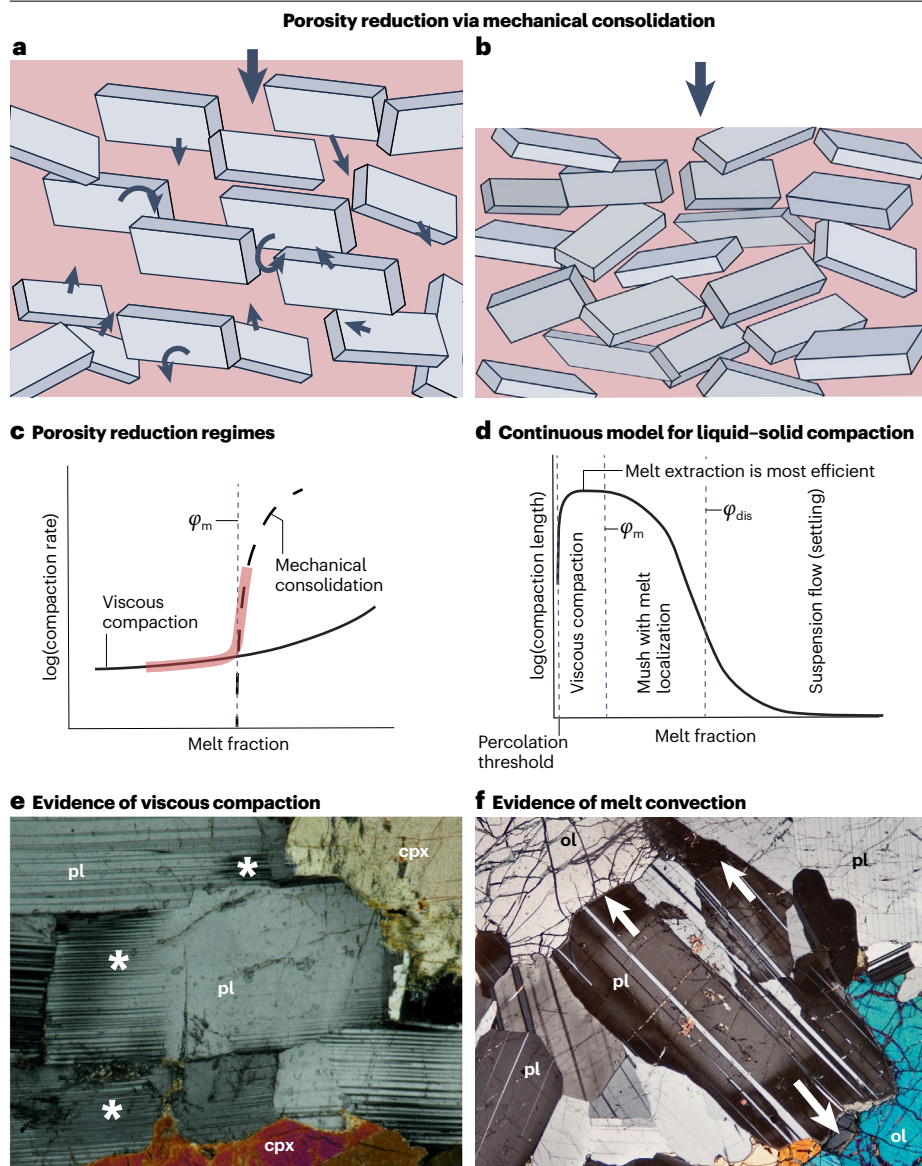 Porosity reduction via mechanical consolidation
a
b
c Porosity reduction regimes
log(compaction rate)
φm
Mechanical
consolidation
Viscous
compaction
Melt fraction
d Continuous model for liquid–solid compaction
log(compaction length)
Melt extraction is most efficient
φm
φdis
Viscous compaction
Mush with melt
localization
Suspension flow (settling)
Percolation
threshold
Melt fraction
e Evidence of viscous compaction
pl
*
cpx
*
pl
*
cpx
f Evidence of melt convection
ol
pl
pl
pl
ol